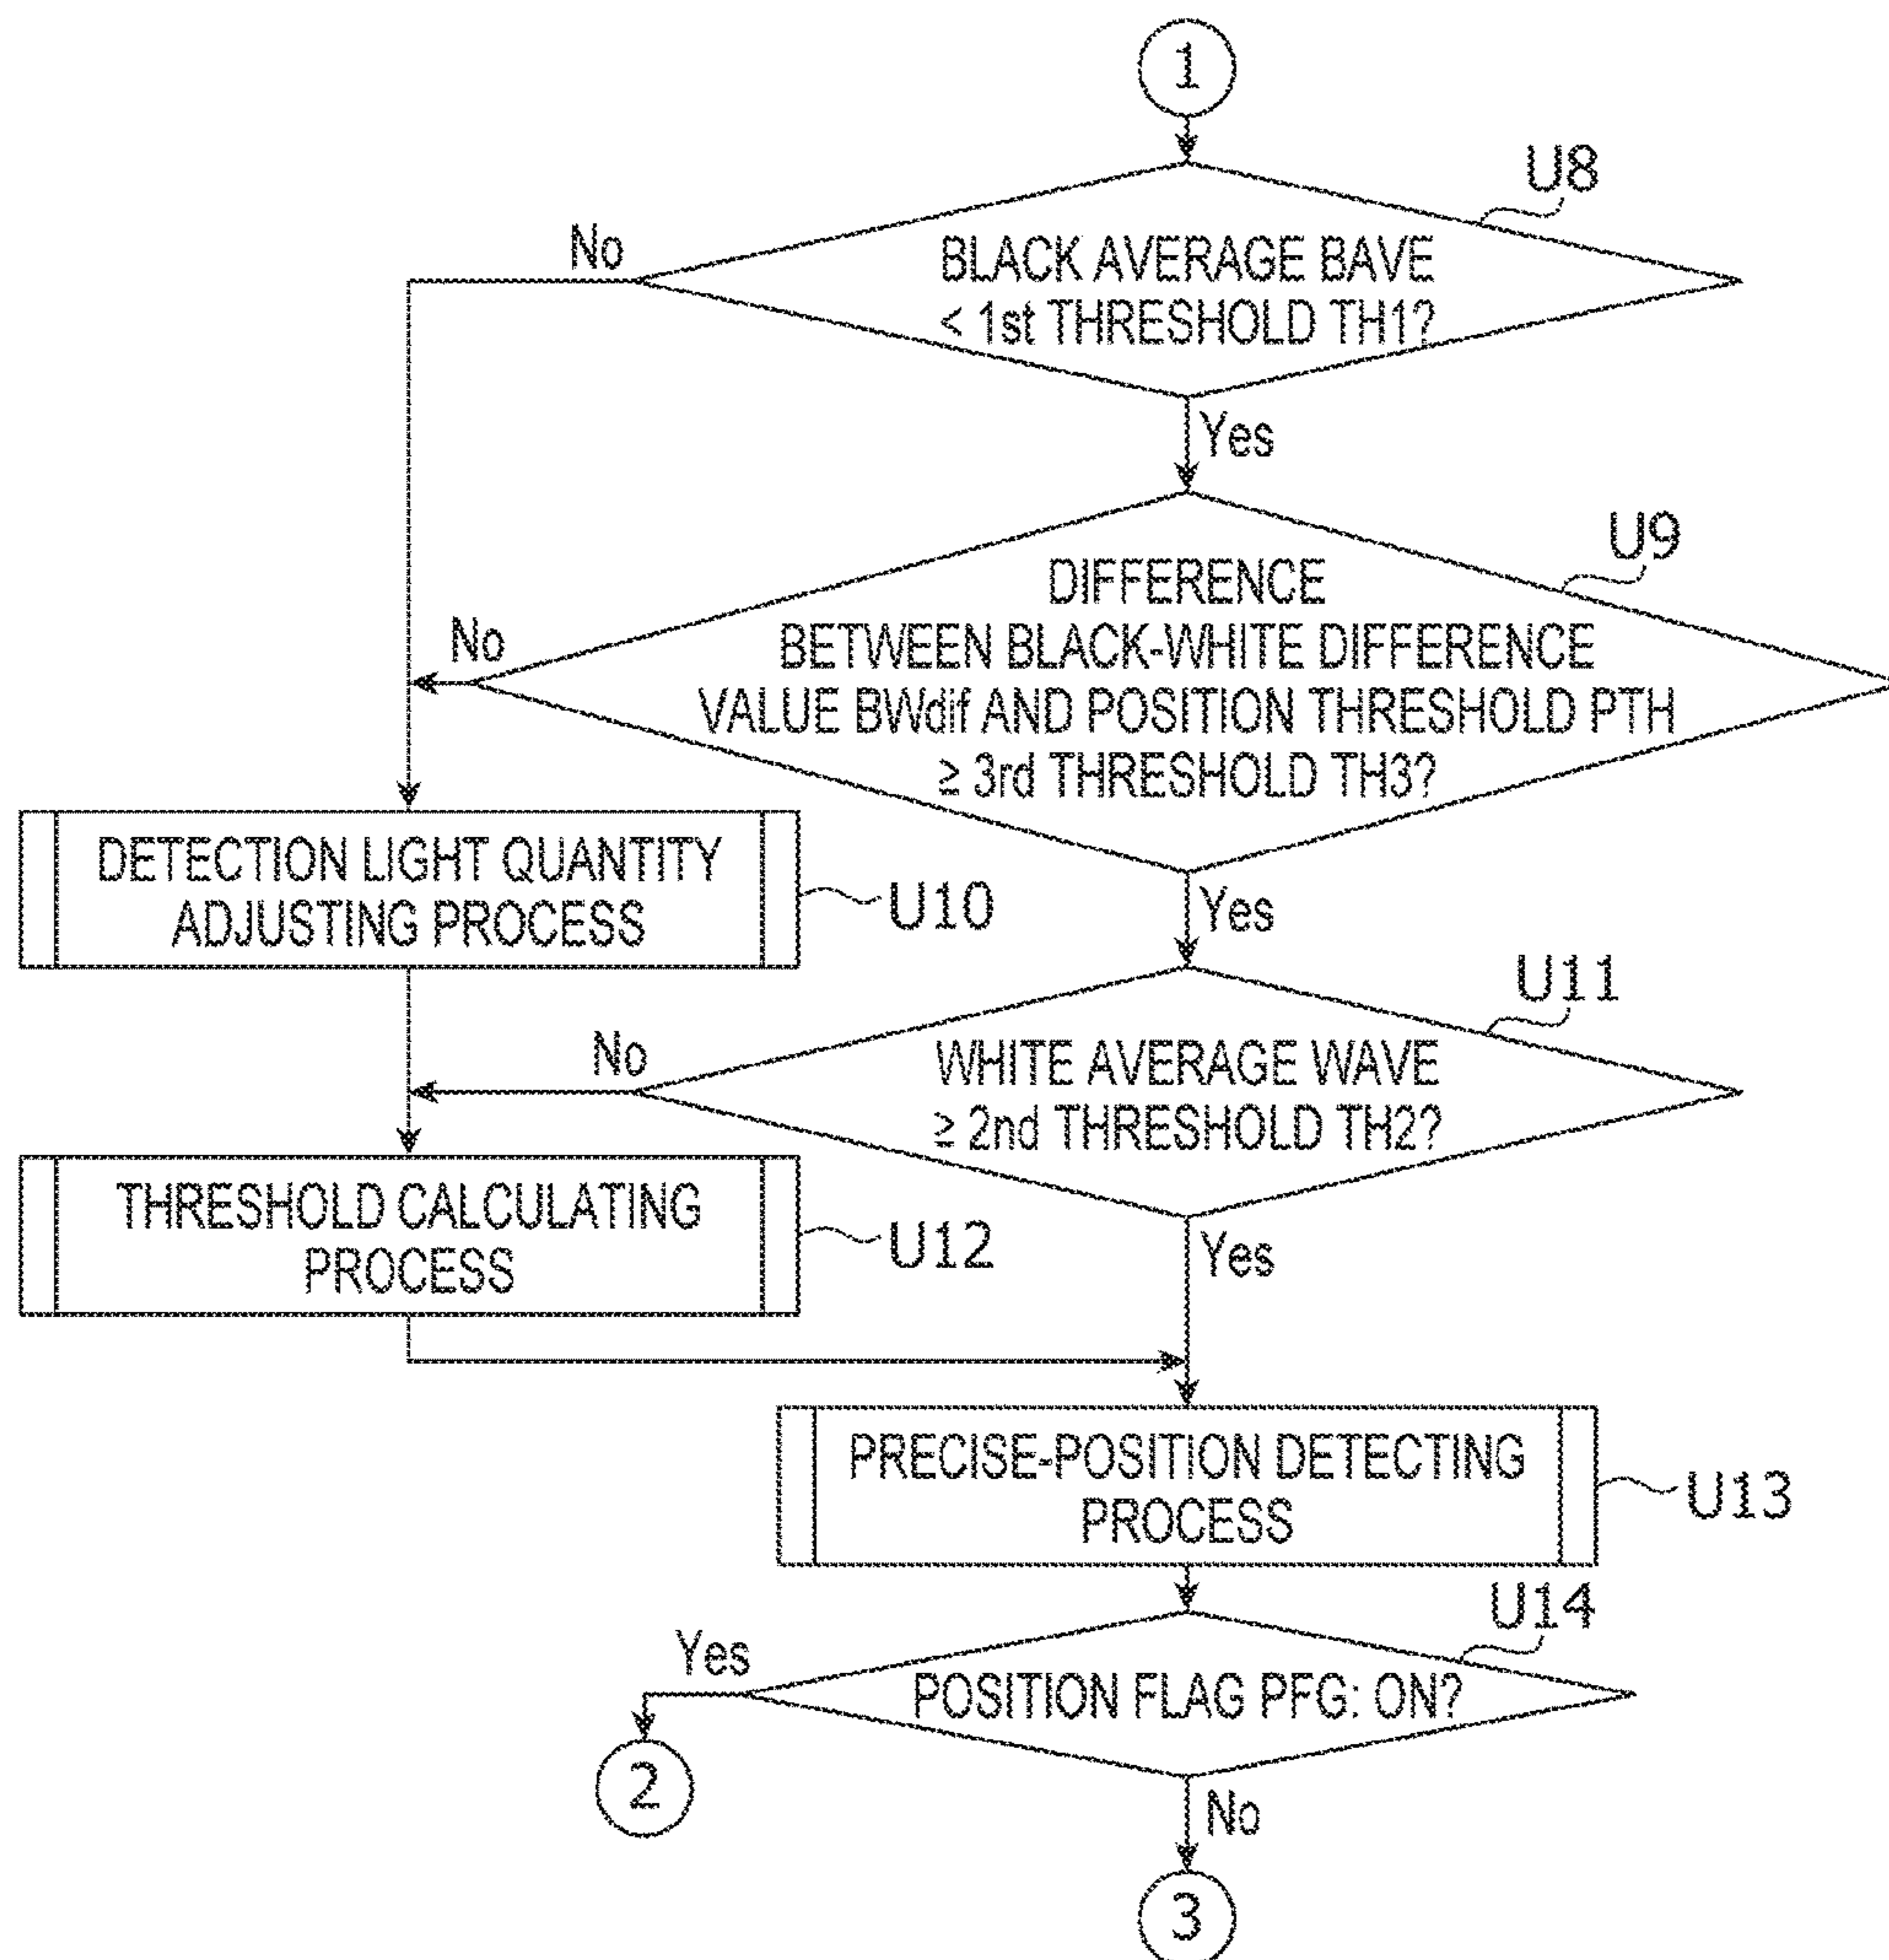 1
U8
No
BLACK AVERAGE BAVE
< 1st THRESHOLD TH1?
Yes
U9
DIFFERENCE
No
BETWEEN BLACK-WHITE DIFFERENCE
VALUE BWdif AND POSITION THRESHOLD PTH
≥ 3rd THRESHOLD TH3?
DETECTION LIGHT QUANTITY
ADJUSTING PROCESS
U10
Yes
U11
No
WHITE AVERAGE WAVE
≥ 2nd THRESHOLD TH2?
THRESHOLD CALCULATING
PROCESS
U12
Yes
PRECISE-POSITION DETECTING
PROCESS
U13
U14
Yes
POSITION FLAG PFG: ON?
2
No
3